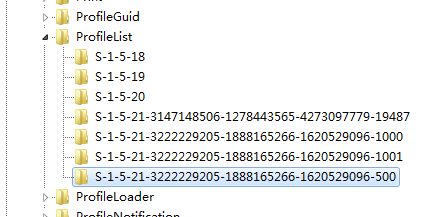 ProfileGuid
ProfileList
S-1-5-18
S-1-5-19
S-1-5-20
S-1-5-21-3147148506-1278443565-4273097779-19487
S-1-5-21-3222229205-1888165266-1620529096-1000
S-1-5-21-3222229205-1888165266-1620529096-1001
S-1-5-21-3222229205-1888165266-1620529096-500
ProfileLoader
ProfileNotification